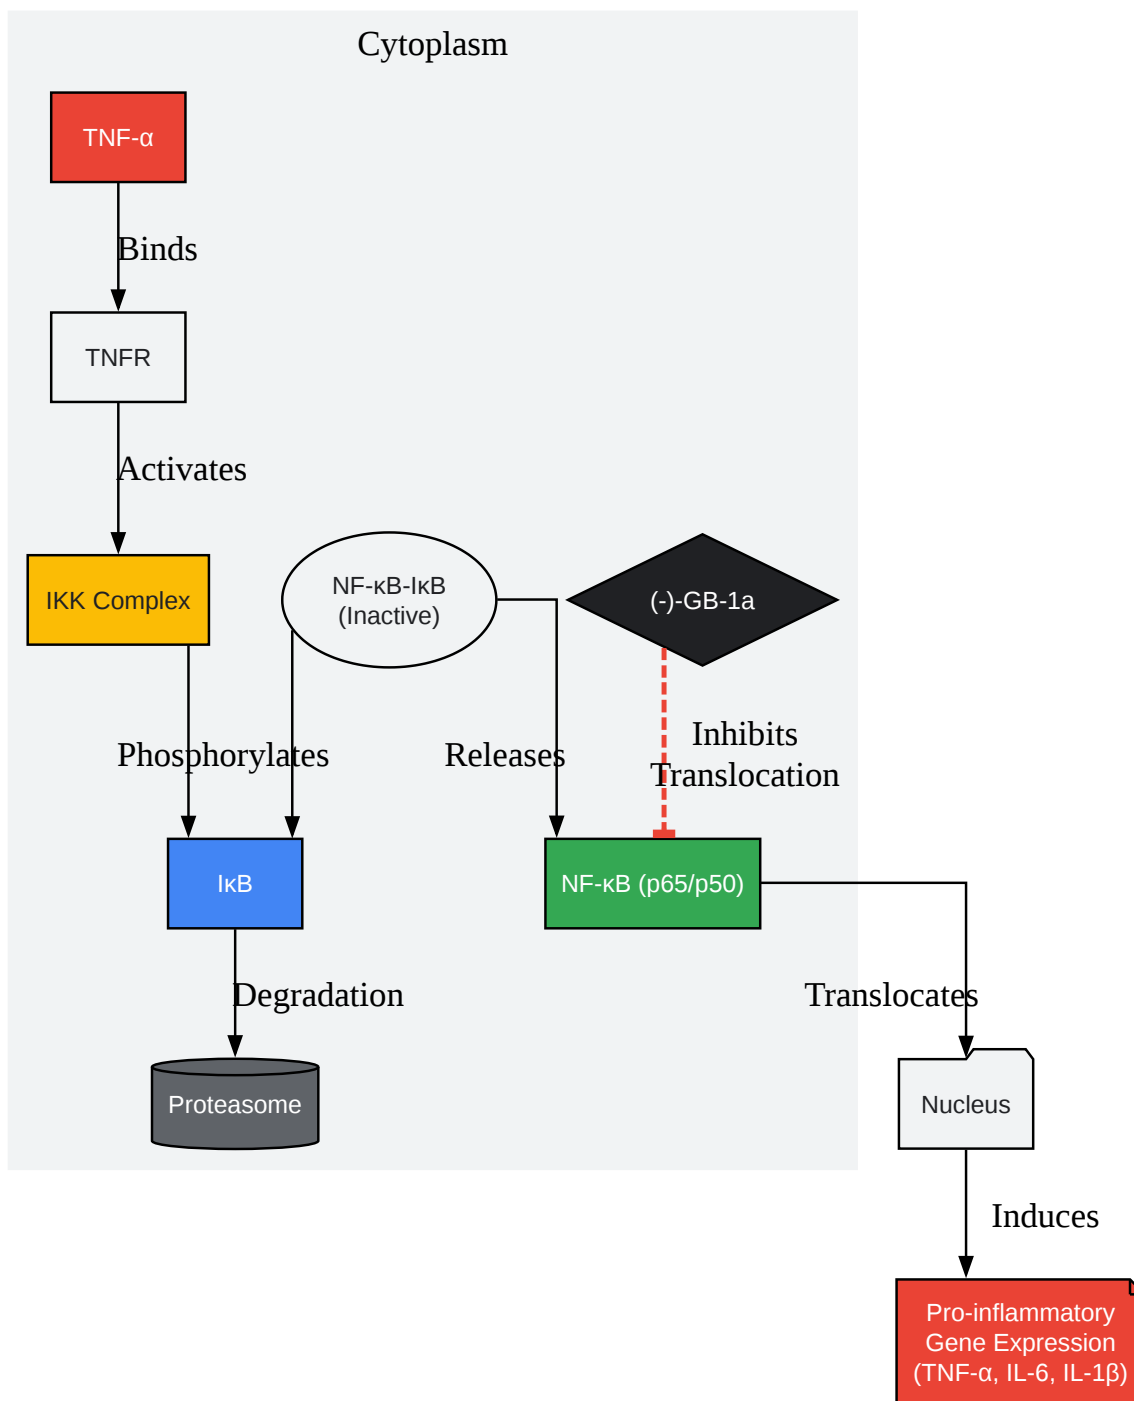 Cytoplasm
TNF-α
Binds
TNFR
Activates
IKK Complex
NF-κB-IκB
(Inactive)
(-)-GB-1a
Phosphorylates
Releases
Inhibits
Translocation
IκB
NF-κB (p65/p50)
Degradation
Translocates
Proteasome
Nucleus
Induces
Pro-inflammatory
Gene Expression
(TNF-α, IL-6, IL-1β)